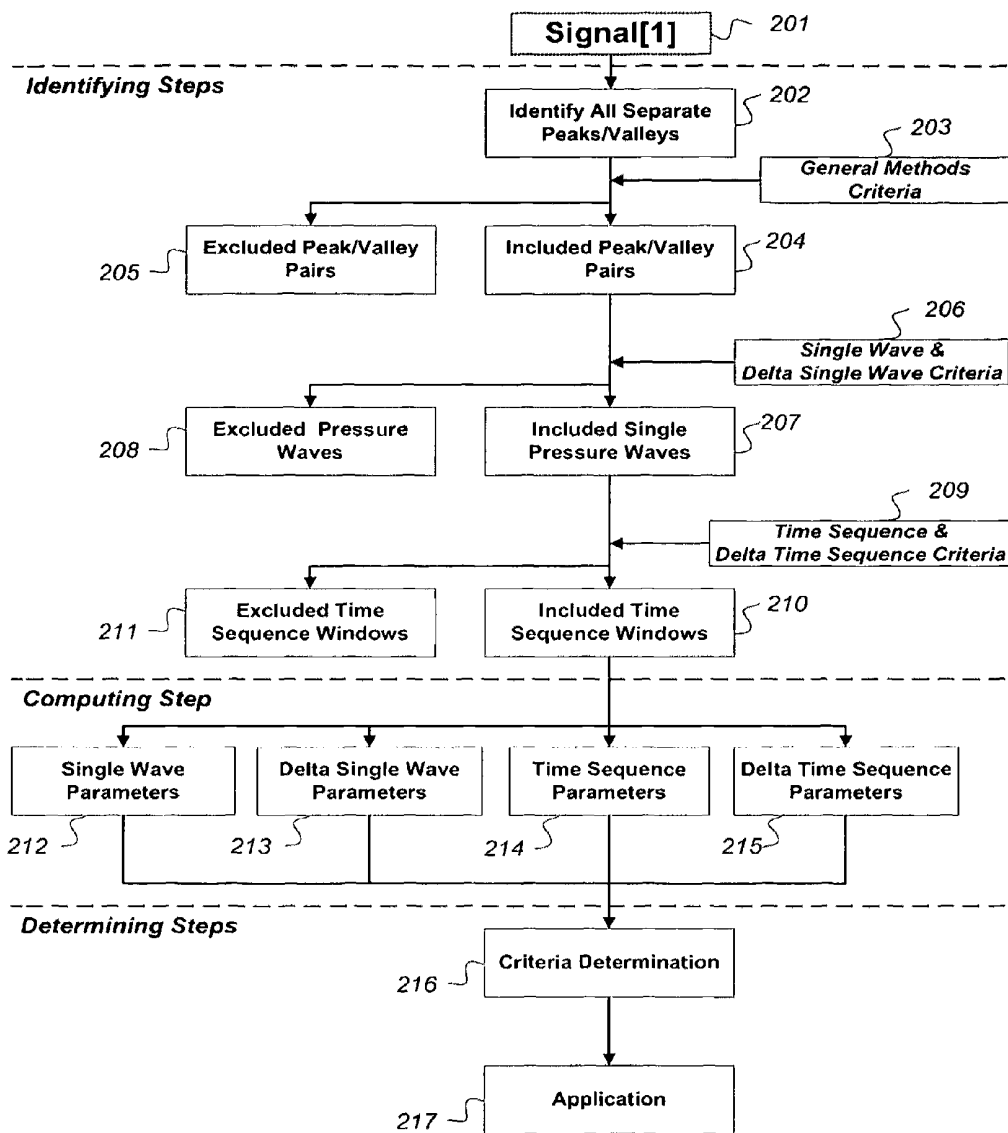 Signal[1]
201
Identifying Steps
Identify All Separate
Peaks/Valleys
202
203
General Methods
Criteria
Excluded Peak/Valley
Pairs
205
Included Peak/Valley
Pairs
204
206
Single Wave &
Delta Single Wave Criteria
Excluded Pressure
Waves
208
Included Single
Pressure Waves
207
209
Time Sequence &
Delta Time Sequence Criteria
Excluded Time
Sequence Windows
211
Included Time
Sequence Windows
210
Computing Step
Single Wave
Parameters
212
Delta Single Wave
Parameters
213
Time Sequence
Parameters
214
Delta Time Sequence
Parameters
215
Determining Steps
Criteria Determination
216
Application
217